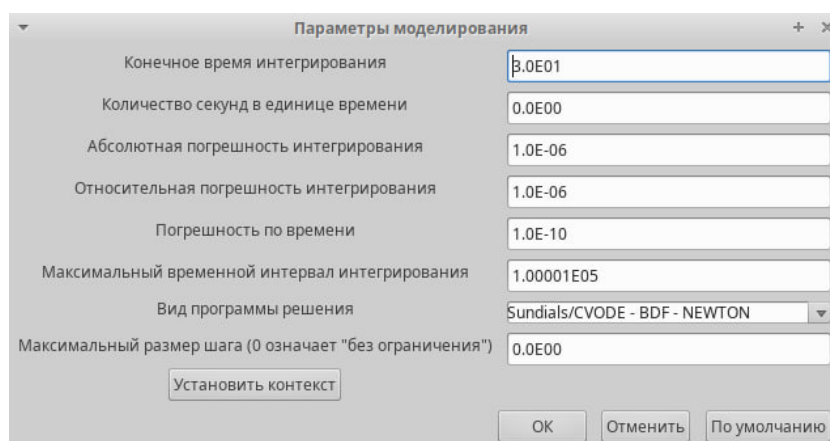 Параметры моделирования
Конечное время интегрирования 3.0E01
Количество секунд в единице времени 0.0E00
Абсолютная погрешность интегрирования 1.0E-06
Относительная погрешность интегрирования 1.0E-06
Погрешность по времени 1.0E-10
Максимальный временной интервал интегрирования 1.00001E05
Вид программы решения Sundials/CVODE - BDF - NEWTON
Максимальный размер шага (0 означает "без ограничения") 0.0E00
Установить контекст
ОК Отменить По умолчанию